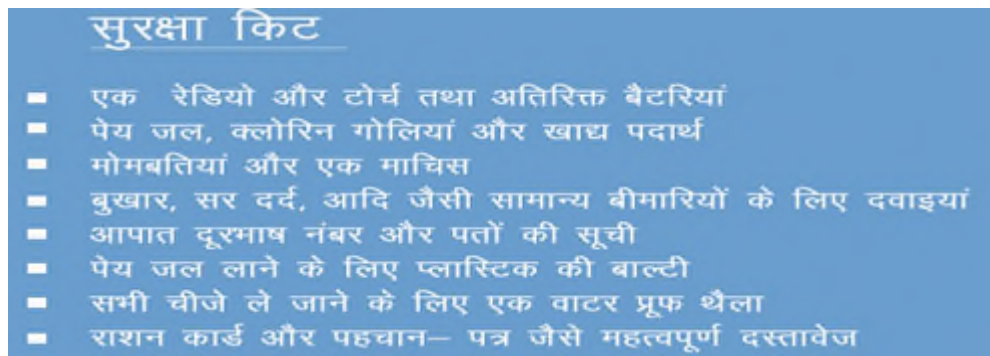 सुरक्षा किट
एक रेडियो और टोर्च तथा अतिरिक्त बैटरियां
पेय जल, क्लोरिन गोलियां और खाद्य पदार्थ
मोमबतियां और एक माचिस
बुखार, सर दर्द, आदि जैसी सामान्य बीमारियों के लिए दवाइयां
आपात दूरभाष नंबर और पतों की सूची
पेय जल लाने के लिए प्लास्टिक की बाल्टी
सभी चीजे ले जाने के लिए एक वाटर प्रूफ थैला
राशन कार्ड और पहचान– पत्र जैसे महत्वपूर्ण दस्तावेज